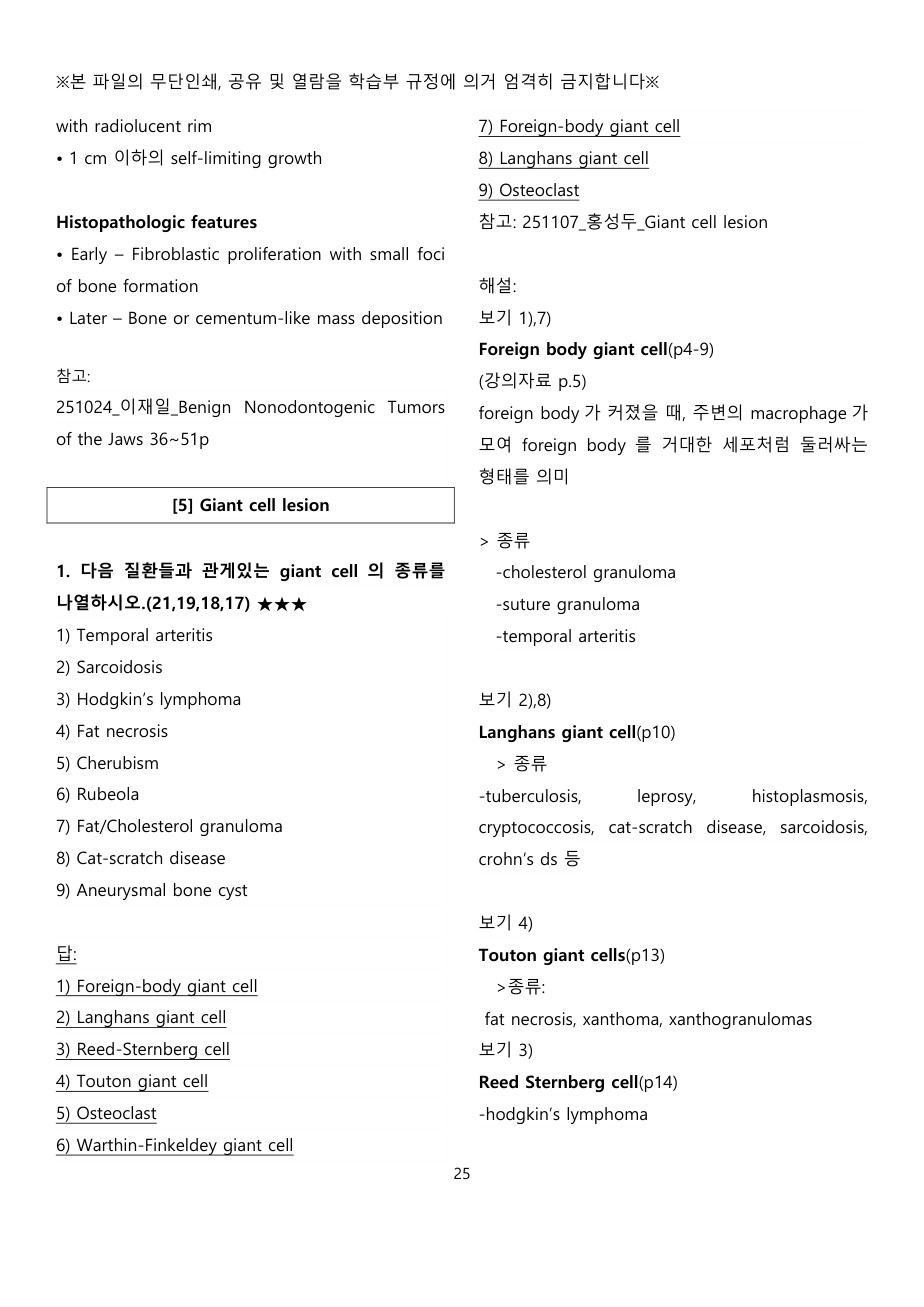 ※본 파일의 무단인쇄, 공유 및 열람을 학습부 규정에 의거 엄격히 금지합니다※
with radiolucent rim
• 1 cm 이하의 self-limiting growth
Histopathologic features
• Early – Fibroblastic proliferation with small foci
of bone formation
• Later – Bone or cementum-like mass deposition
참고:
251024_이재일_Benign Nonodontogenic Tumors
of the Jaws 36~51p
[5] Giant cell lesion
1. 다음 질환들과 관게있는 giant cell 의 종류를
나열하시오.(21,19,18,17) ★★★
1) Temporal arteritis
2) Sarcoidosis
3) Hodgkin’s lymphoma
4) Fat necrosis
5) Cherubism
6) Rubeola
7) Fat/Cholesterol granuloma
8) Cat-scratch disease
9) Aneurysmal bone cyst
답:
1) Foreign-body giant cell
2) Langhans giant cell
3) Reed-Sternberg cell
4) Touton giant cell
5) Osteoclast
6) Warthin-Finkeldey giant cell
7) Foreign-body giant cell
8) Langhans giant cell
9) Osteoclast
참고: 251107_홍성두_Giant cell lesion
해설:
보기 1),7)
Foreign body giant cell(p4-9)
(강의자료 p.5)
foreign body 가 커졌을 때, 주변의 macrophage 가
모여 foreign body 를 거대한 세포처럼 둘러싸는
형태를 의미
> 종류
-cholesterol granuloma
-suture granuloma
-temporal arteritis
보기 2),8)
Langhans giant cell(p10)
> 종류
-tuberculosis, leprosy, histoplasmosis,
cryptococcosis, cat-scratch disease, sarcoidosis,
crohn’s ds 등
보기 4)
Touton giant cells(p13)
>종류:
fat necrosis, xanthoma, xanthogranulomas
보기 3)
Reed Sternberg cell(p14)
-hodgkin’s lymphoma
25